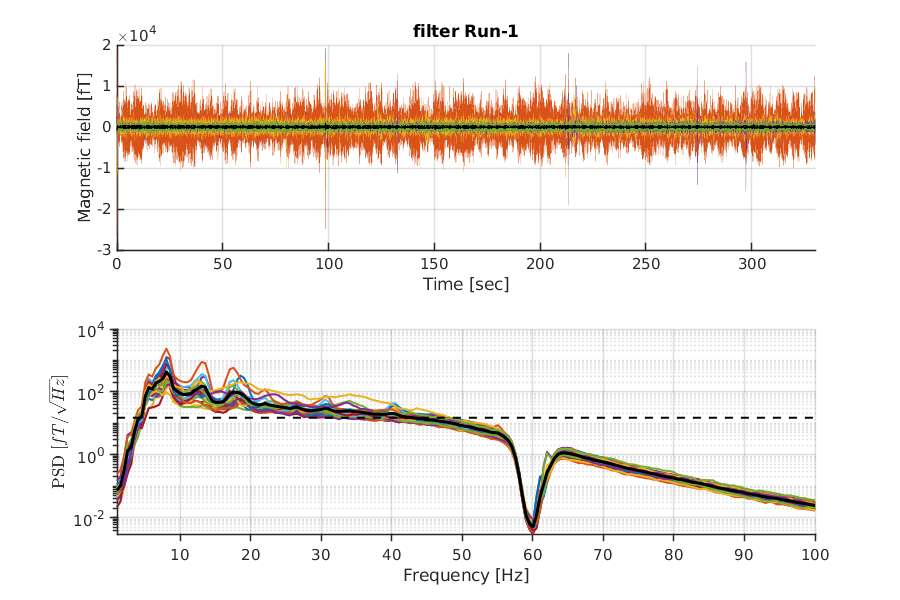 filter Run-1
×10⁴
Magnetic field [fT]
2
1
0
-1
-2
-3
0 50 100 150 200 250 300
Time [sec]
PSD [fT/√Hz]
10⁴
10²
10⁰
10⁻²
10 20 30 40 50 60 70 80 90 100
Frequency [Hz]